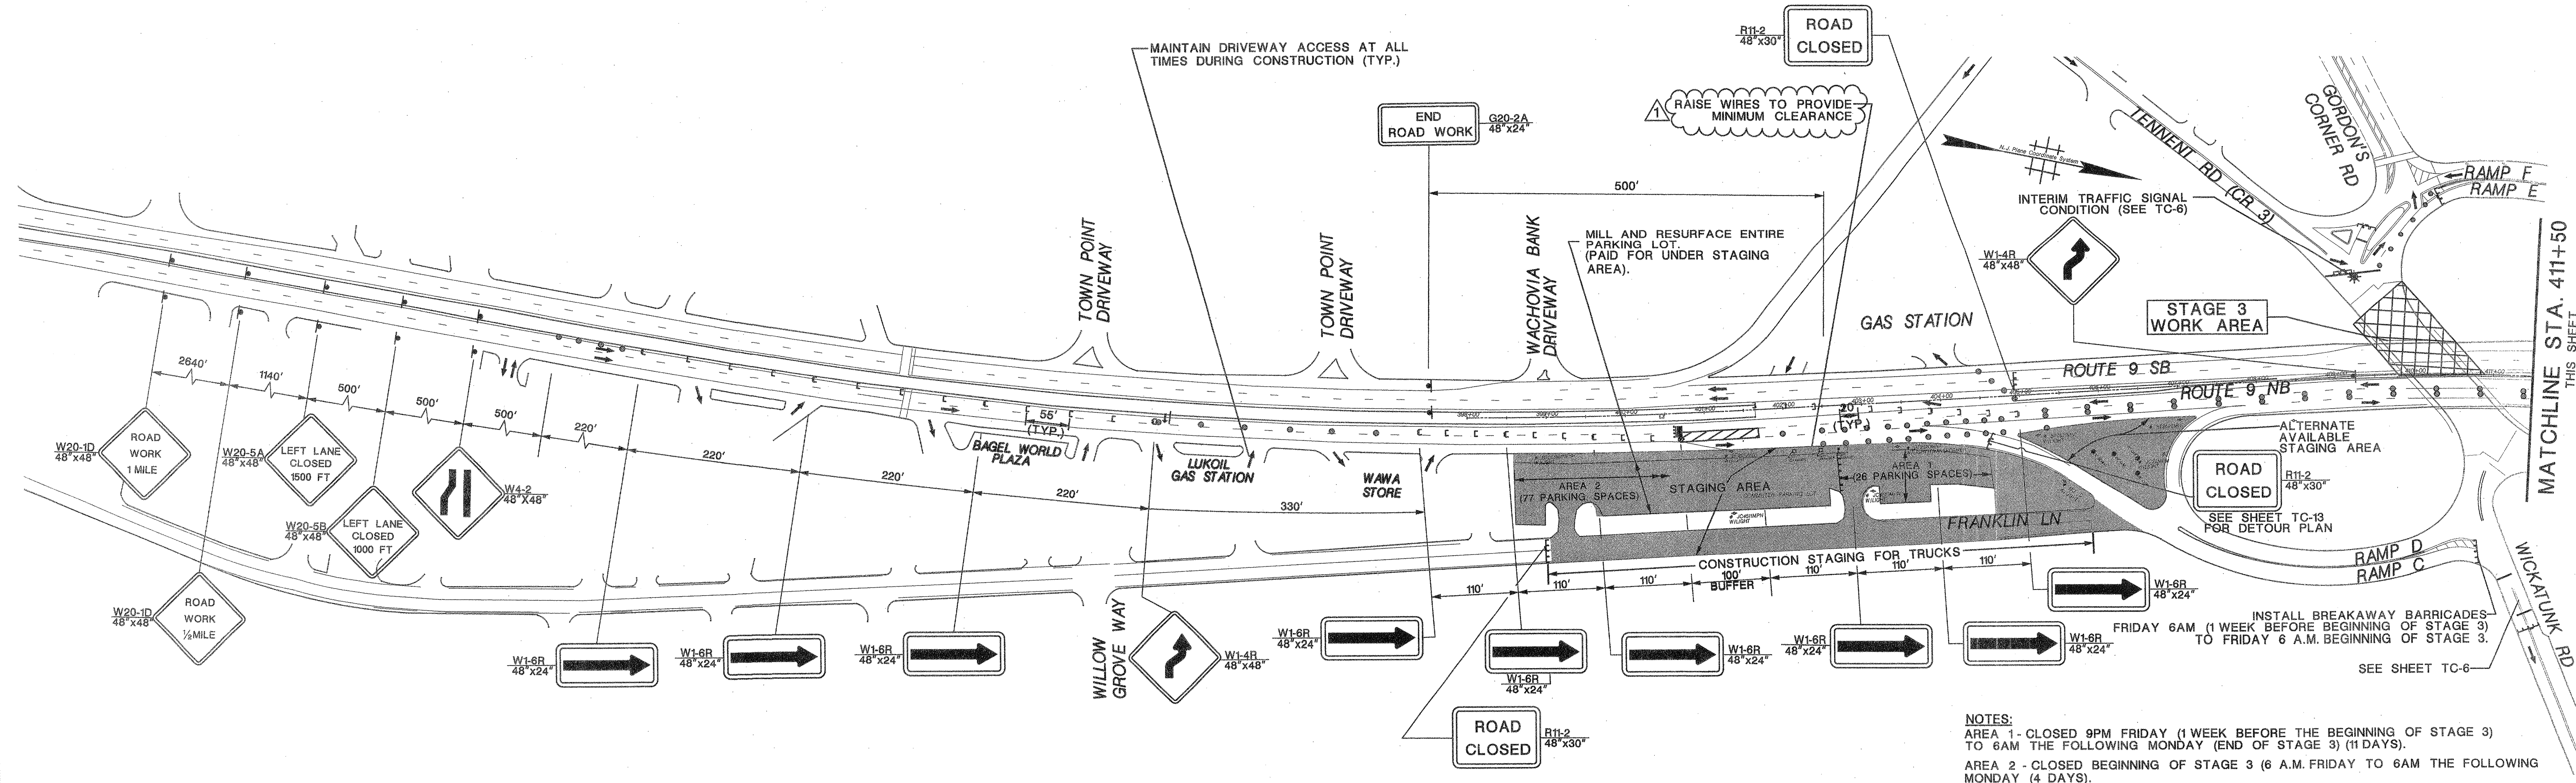 MAINTAIN DRIVEWAY ACCESS AT ALL
TIMES DURING CONSTRUCTION (TYP.)
END
ROAD WORK
G20-2A
48"x24"
R11-2
48"x30"
ROAD
CLOSED
1
RAISE WIRES TO PROVIDE
MINIMUM CLEARANCE
500'
TOWN POINT
DRIVEWAY
TOWN POINT
DRIVEWAY
WACHOVIA BANK
DRIVEWAY
MILL AND RESURFACE ENTIRE
PARKING LOT.
(PAID FOR UNDER STAGING
AREA).
N.J. Plane Coordinate System
TENNENT RD (CR 3)
GORDON'S
CORNER RD
RAMP F
RAMP E
INTERIM TRAFFIC SIGNAL
CONDITION (SEE TC-6)
W1-4R
48"x48"
STAGE 3
WORK AREA
GAS STATION
ROUTE 9 SB
ROUTE 9 NB
MATCHLINE STA. 411+50
THIS SHEET
2640'
1140'
500'
500'
500'
220'
220'
220'
220'
330'
55'
(TYP.)
20'
(TYP.)
BAGEL WORLD
PLAZA
LUKOIL
GAS STATION
WAWA
STORE
W20-1D
48"x48"
ROAD
WORK
1 MILE
W20-5A
48"x48"
LEFT LANE
CLOSED
1500 FT
W20-5B
48"x48"
LEFT LANE
CLOSED
1000 FT
W4-2
48"X48"
W20-1D
48"x48"
ROAD
WORK
½ MILE
AREA 2
(77 PARKING SPACES)
STAGING AREA
AREA 1
(26 PARKING SPACES)
FRANKLIN LN
ALTERNATE
AVAILABLE
STAGING AREA
ROAD
CLOSED
R11-2
48"x30"
SEE SHEET TC-13
FOR DETOUR PLAN
CONSTRUCTION STAGING FOR TRUCKS
110'
110'
110'
100'
BUFFER
110'
110'
110'
RAMP D
RAMP C
WICKATUNK RD
WILLOW
GROVE WAY
W1-6R
48"x24"
W1-6R
48"x24"
W1-6R
48"x24"
W1-4R
48"x48"
W1-6R
48"x24"
W1-6R
48"x24"
W1-6R
48"x24"
W1-6R
48"x24"
W1-6R
48"x24"
W1-6R
48"x24"
ROAD
CLOSED
R11-2
48"x30"
INSTALL BREAKAWAY BARRICADES
FRIDAY 6AM (1 WEEK BEFORE BEGINNING OF STAGE 3)
TO FRIDAY 6 A.M. BEGINNING OF STAGE 3.
SEE SHEET TC-6
NOTES:
AREA 1 - CLOSED 9PM FRIDAY (1 WEEK BEFORE THE BEGINNING OF STAGE 3)
TO 6AM THE FOLLOWING MONDAY (END OF STAGE 3) (11 DAYS).
AREA 2 - CLOSED BEGINNING OF STAGE 3 (6 A.M. FRIDAY TO 6AM THE FOLLOWING
MONDAY (4 DAYS).